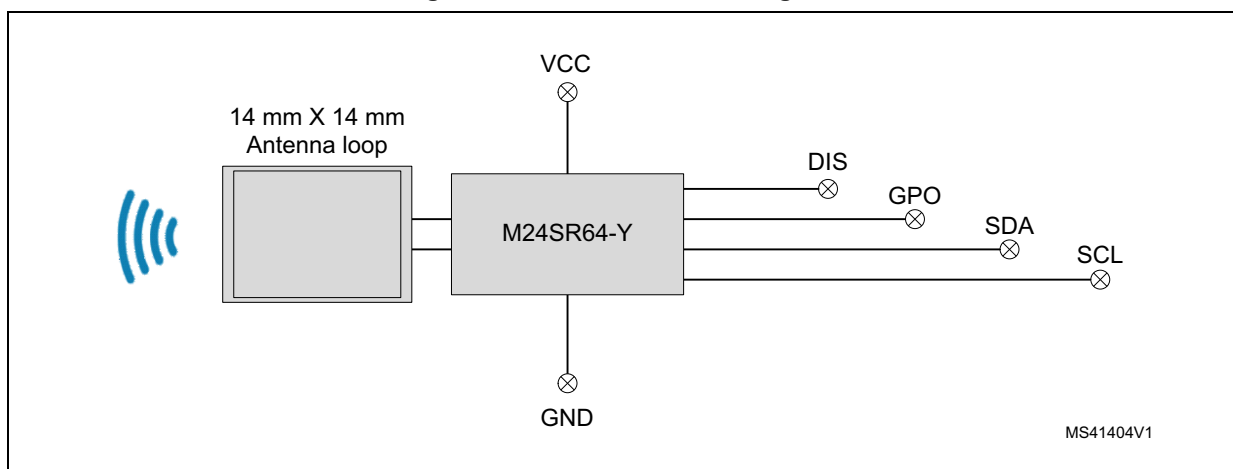 VCC
14 mm X 14 mm
Antenna loop
DIS
GPO
M24SR64-Y
SDA
SCL
GND
MS41404V1